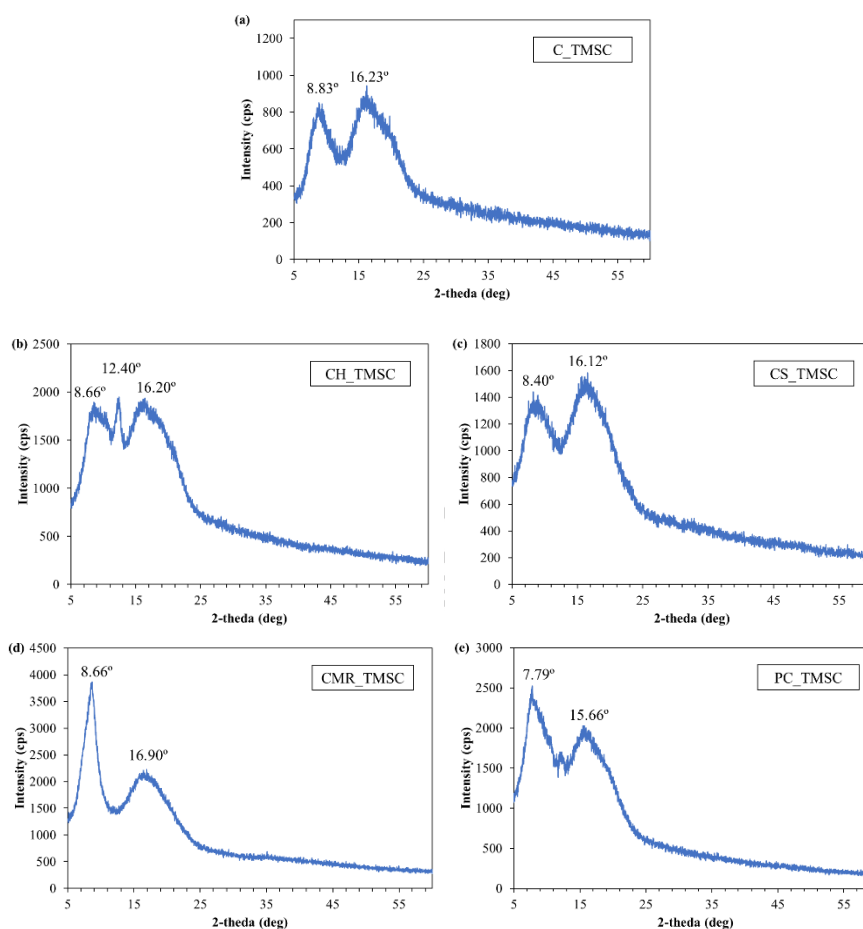 (a)
C_TMSC
8.83º
16.23º
Intensity (cps)
1200
1000
800
600
400
200
0
5 15 25 35 45 55
2-theda (deg)
(b)
CH_TMSC
8.66º
12.40º
16.20º
Intensity (cps)
2500
2000
1500
1000
500
0
5 15 25 35 45 55
2-theda (deg)
(c)
CS_TMSC
8.40º
16.12º
Intensity (cps)
1800
1600
1400
1200
1000
800
600
400
200
0
5 15 25 35 45 55
2-theda (deg)
(d)
CMR_TMSC
8.66º
16.90º
Intensity (cps)
4500
4000
3500
3000
2500
2000
1500
1000
500
0
5 15 25 35 45 55
2-theda (deg)
(e)
PC_TMSC
7.79º
15.66º
Intensity (cps)
3000
2500
2000
1500
1000
500
0
5 15 25 35 45 55
2-theda (deg)